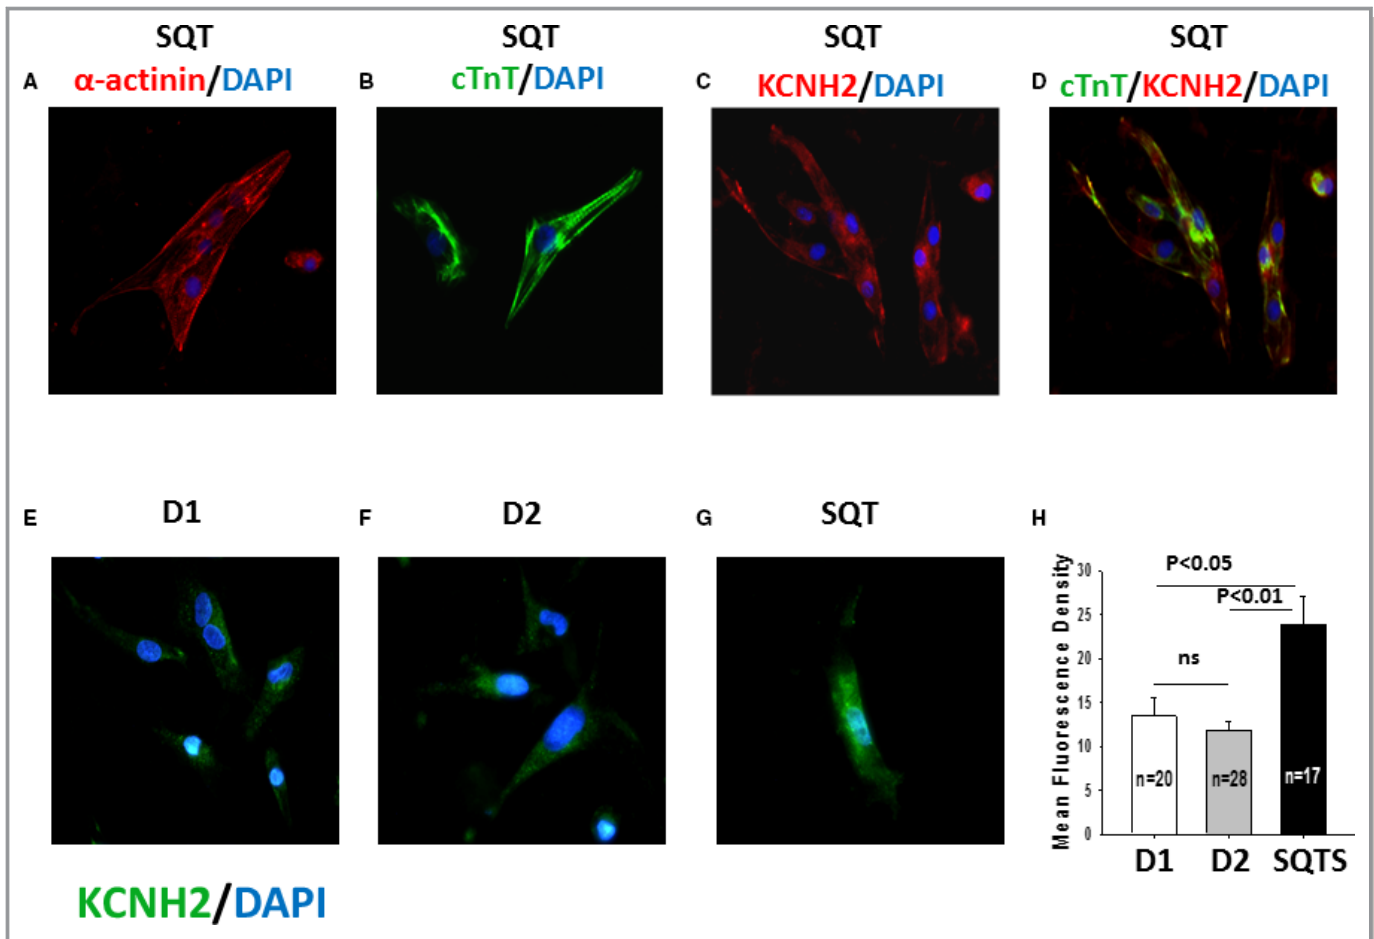 SQT
SQT
SQT
SQT
A
α-actinin/DAPI
B
cTnT/DAPI
C
KCNH2/DAPI
D
cTnT/KCNH2/DAPI
E
D1
F
D2
G
SQT
H
Mean Fluorescence Density
30
25
20
15
10
5
0
P<0.05
P<0.01
ns
n=20
n=28
n=17
D1
D2
SQTS
KCNH2/DAPI